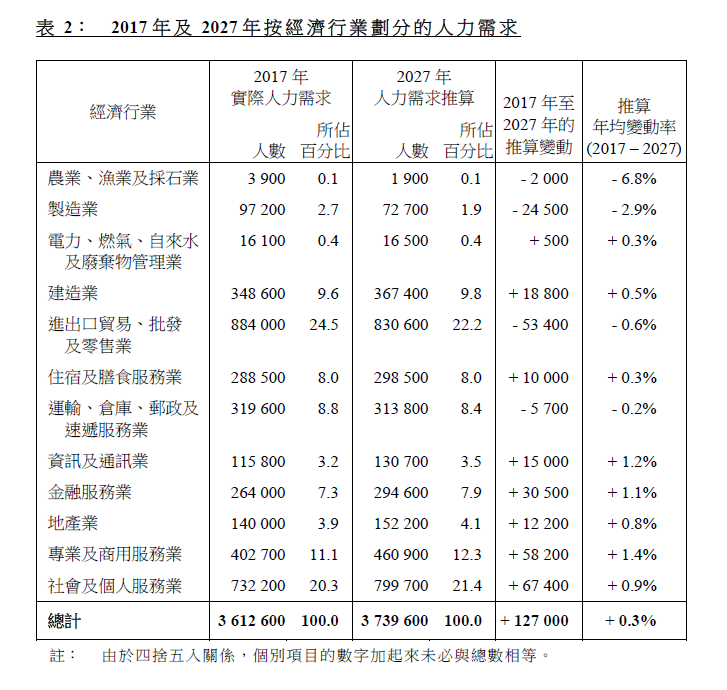 表 2： 2017 年及 2027 年按經濟行業劃分的人力需求
經濟行業 2017 年 實際人力需求 2027 年 人力需求推算 2017 年至 2027 年的 推算變動 推算 年均變動率 (2017 – 2027)
人數 所佔 百分比 人數 所佔 百分比
農業、漁業及採石業 3 900 0.1 1 900 0.1 - 2 000 - 6.8%
製造業 97 200 2.7 72 700 1.9 - 24 500 - 2.9%
電力、燃氣、自來水 16 100 0.4 16 500 0.4 + 500 + 0.3%
及廢棄物管理業
建造業 348 600 9.6 367 400 9.8 + 18 800 + 0.5%
進出口貿易、批發 884 000 24.5 830 600 22.2 - 53 400 - 0.6%
及零售業
住宿及膳食服務業 288 500 8.0 298 500 8.0 + 10 000 + 0.3%
運輸、倉庫、郵政及 319 600 8.8 313 800 8.4 - 5 700 - 0.2%
速遞服務業
資訊及通訊業 115 800 3.2 130 700 3.5 + 15 000 + 1.2%
金融服務業 264 000 7.3 294 600 7.9 + 30 500 + 1.1%
地產業 140 000 3.9 152 200 4.1 + 12 200 + 0.8%
專業及商用服務業 402 700 11.1 460 900 12.3 + 58 200 + 1.4%
社會及個人服務業 732 200 20.3 799 700 21.4 + 67 400 + 0.9%
總計 3 612 600 100.0 3 739 600 100.0 + 127 000 + 0.3%
註： 由於四捨五入關係，個別項目的數字加起來未必與總數相等。